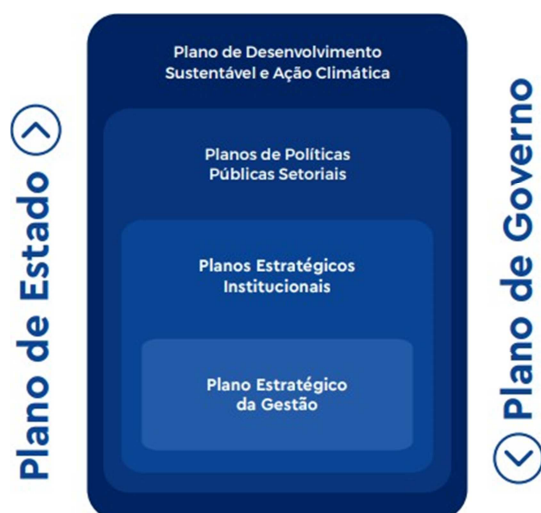 Plano de Desenvolvimento
Sustentável e Ação Climática
Planos de Políticas
Públicas Setoriais
Planos Estratégicos
Institucionais
Plano Estratégico
da Gestão
Plano de Estado
Plano de Governo